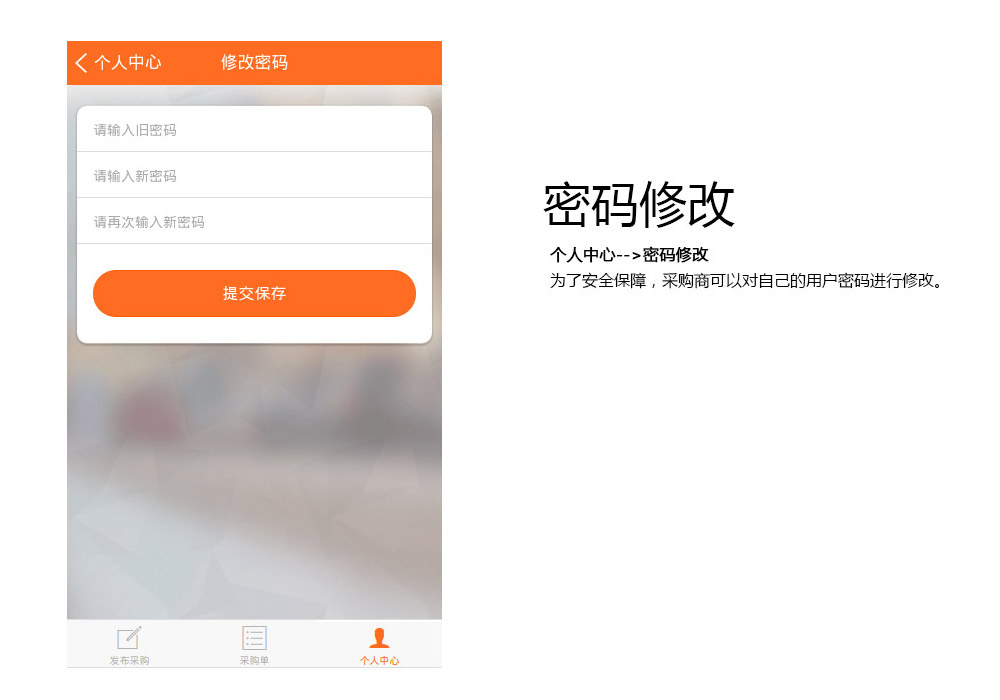 个人中心
修改密码
请输入旧密码
请输入新密码
请再次输入新密码
提交保存
发布采购
采购单
个人中心
密码修改
个人中心-->密码修改
为了安全保障，采购商可以对自己的用户密码进行修改。